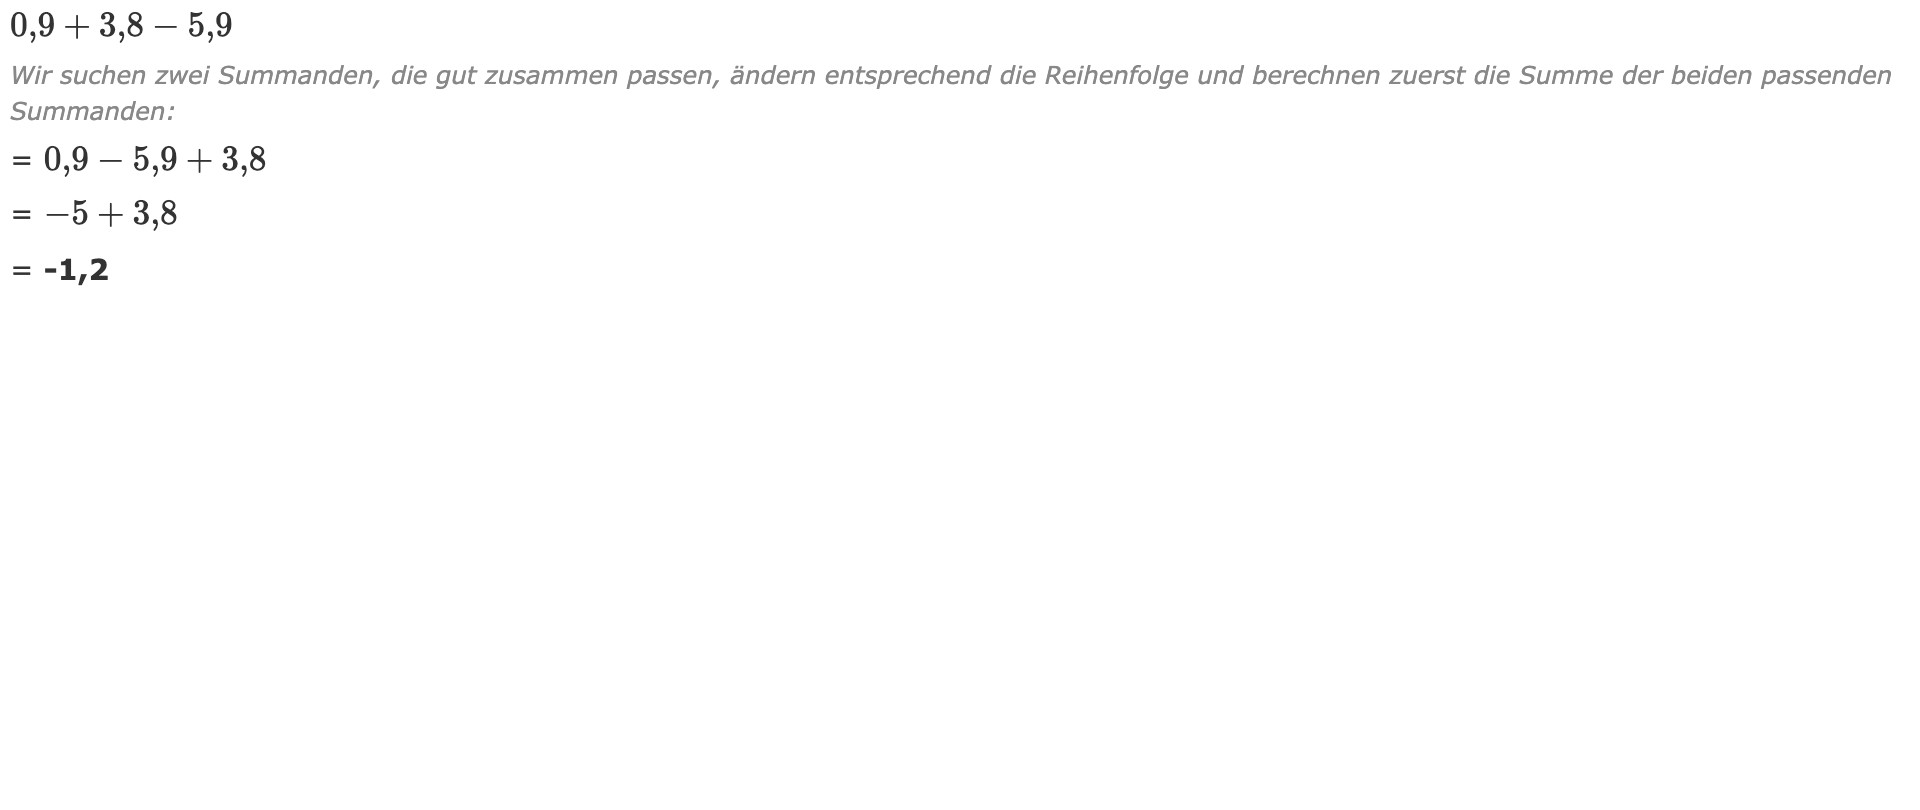 0,9 + 3,8 − 5,9
Wir suchen zwei Summanden, die gut zusammen passen, ändern entsprechend die Reihenfolge und berechnen zuerst die Summe der beiden passenden
Summanden:
= 0,9 − 5,9 + 3,8
= −5 + 3,8
= -1,2